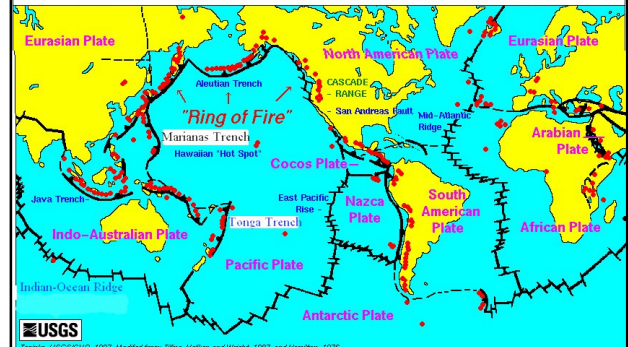 Eurasian Plate
North American Plate
Eurasian Plate
Aleutian Trench
CASCADE
RANGE
"Ring of Fire"
San Andreas Fault
Mid-Atlantic
Ridge
Arabian
Plate
Marianas Trench
Hawaiian "Hot Spot"
Cocos Plate
Java Trench
East Pacific
Rise
Nazca
Plate
South
American
Plate
Tonga Trench
Indo-Australian Plate
African Plate
Pacific Plate
Indian-Ocean Ridge
Antarctic Plate
USGS